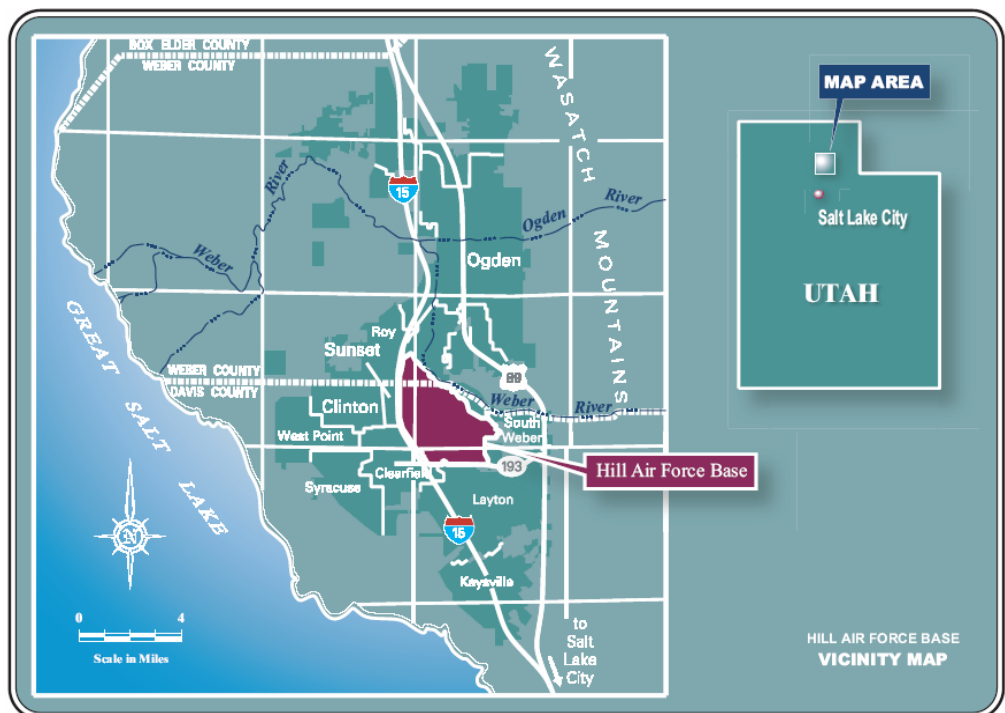 BOX ELDER COUNTY
WEBER COUNTY
WASATCH
MOUNTAINS
MAP AREA
Salt Lake City
UTAH
15
River
Weber
Ogden
River
Ogden
GREAT
SALT
LAKE
Roy
Sunset
WEBER COUNTY
DAVIS COUNTY
89
Weber
River
Clinton
South
Weber
West Point
Clearfield
193
Hill Air Force Base
Syracuse
Layton
15
Kaysville
N
0 4
Scale in Miles
to
Salt
Lake
City
HILL AIR FORCE BASE
VICINITY MAP